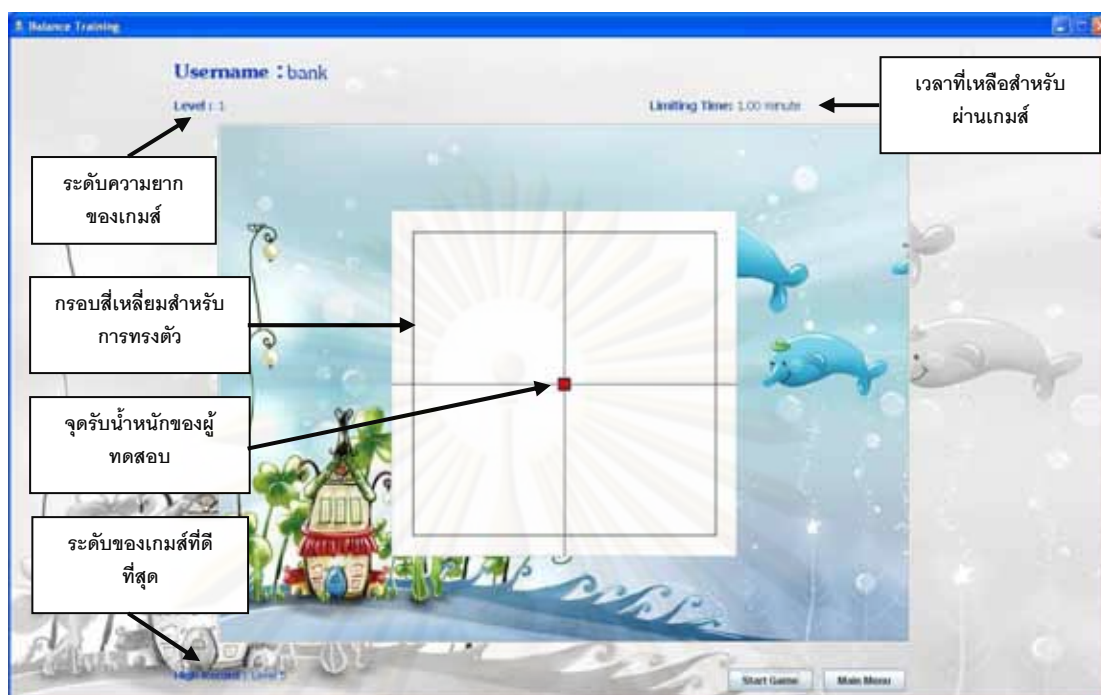 Balance Training
Username : bank
Level : 1
Limiting Time: 1.00 minute
เวลาที่เหลือสำหรับ
ผ่านเกมส์
ระดับความยาก
ของเกมส์
กรอบสี่เหลี่ยมสำหรับ
การทรงตัว
จุดรับน้ำหนักของผู้
ทดสอบ
ระดับของเกมส์ที่ดี
ที่สุด
High Record : Level 5
Start Game
Main Menu